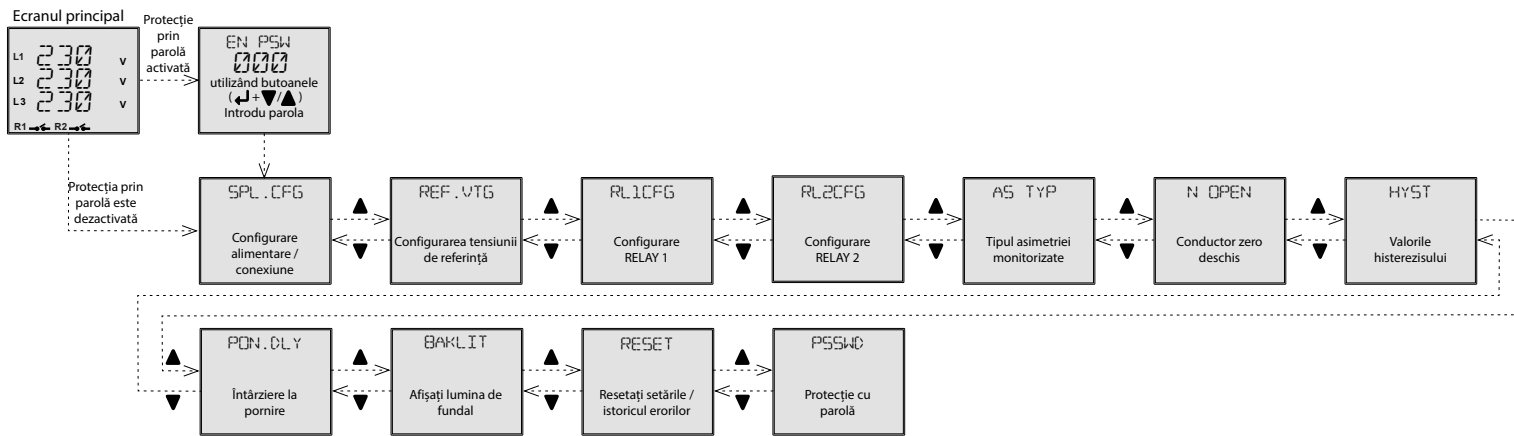 Ecranul principal
L1 230 V
L2 230 V
L3 230 V
R1 R2
Protecție
prin
parolă
activată
EN PSW
000
utilizând butoanele
( + / )
Introdu parola
Protecția prin
parolă este
dezactivată
SPL.CFG
Configurare
alimentare /
conexiune
REF.VTG
Configurarea tensiunii
de referință
RL1CFG
Configurare
RELAY 1
RL2CFG
Configurare
RELAY 2
AS TYP
Tipul asimetriei
monitorizate
N OPEN
Conductor zero
deschis
HYST
Valorile
histerezisului
PON.DLY
Întârziere la
pornire
BAKLIT
Afișați lumina de
fundal
RESET
Resetați setările /
istoricul erorilor
PSSWD
Protecție cu
parolă